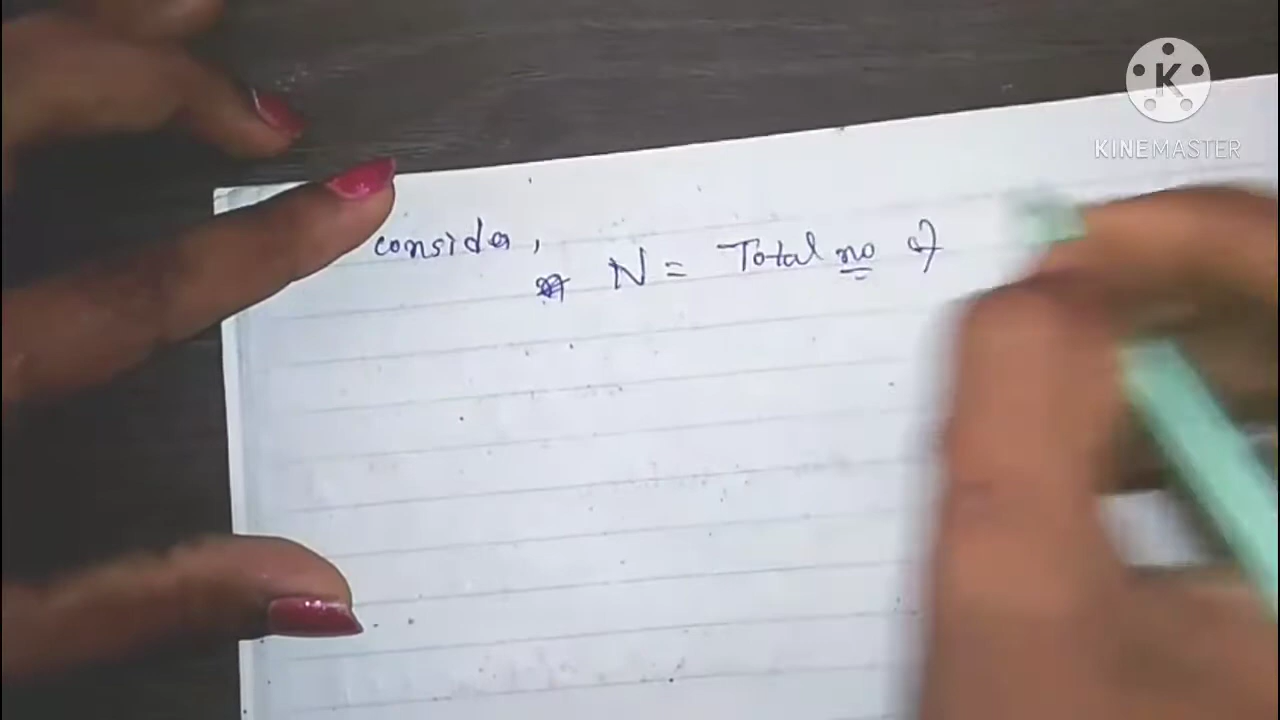 K
KINEMASTER
consider,
N = Total no of